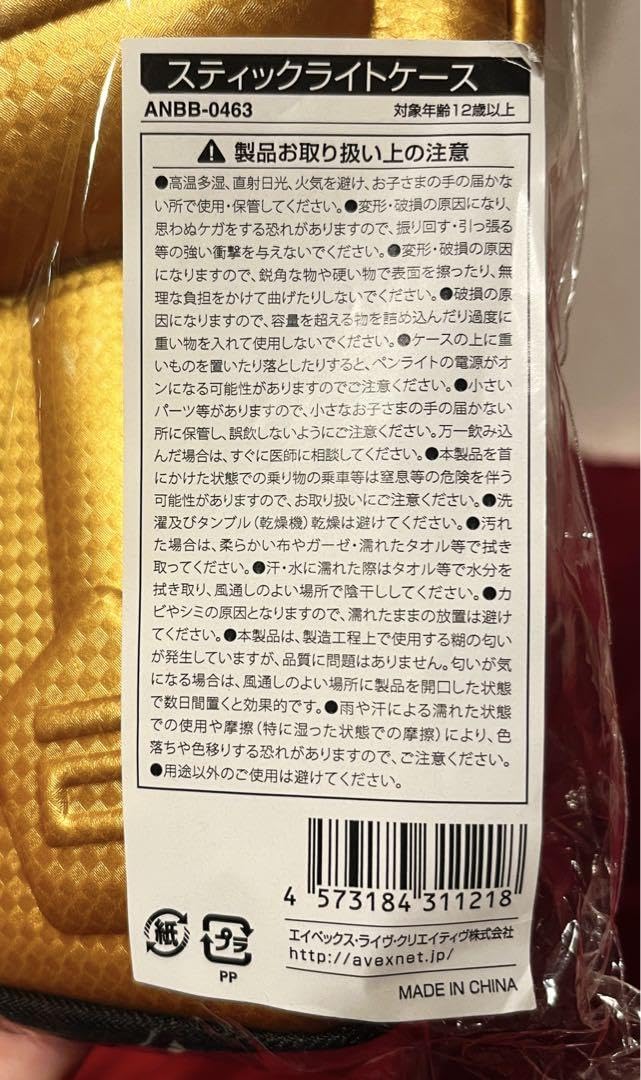 スティックライトケース
ANBB-0463 対象年齢12歳以上
製品お取り扱い上の注意
●高温多湿、直射日光、火気を避け、お子さまの手の届かな
い所で使用・保管してください。●変形・破損の原因になり、
思わぬケガをする恐れがありますので、振り回す・引っ張る
等の強い衝撃を与えないでください。●変形・破損の原因
になりますので、鋭角な物や硬い物で表面を擦ったり、無
理な負担をかけて曲げたりしないでください。●破損の原
因になりますので、容量を超える物を詰め込んだり過度に
重い物を入れて使用しないでください。●ケースの上に重
いものを置いたり落としたりすると、ペンライトの電源がオ
ンになる可能性がありますのでご注意ください。●小さい
パーツ等がありますので、小さなお子さまの手の届かない
所に保管し、誤飲しないようにご注意ください。万一飲み込
んだ場合は、すぐに医師に相談してください。●本製品を首
にかけた状態での乗り物の乗車等は窒息等の危険を伴う
可能性がありますので、お取り扱いにご注意ください。●洗
濯及びタンブル(乾燥機)乾燥は避けてください。●汚れ
た場合は、柔らかい布やガーゼ・濡れたタオル等で拭き
取ってください。●汗・水に濡れた際はタオル等で水分を
拭き取り、風通しのよい場所で陰干ししてください。●カ
ビやシミの原因となりますので、濡れたままの放置は避け
てください。●本製品は、製造工程上で使用する糊の匂い
が発生していますが、品質に問題はありません。匂いが気
になる場合は、風通しのよい場所に製品を開口した状態
で数日間置くと効果的です。●雨や汗による濡れた状態
での使用や摩擦(特に湿った状態での摩擦)により、色
落ちや色移りする恐れがありますので、ご注意ください。
●用途以外のご使用は避けてください。
4 573184 311218
紙 プラ
PP
エイベックス・ライヴ・クリエイティヴ株式会社
http://avexnet.jp/
MADE IN CHINA